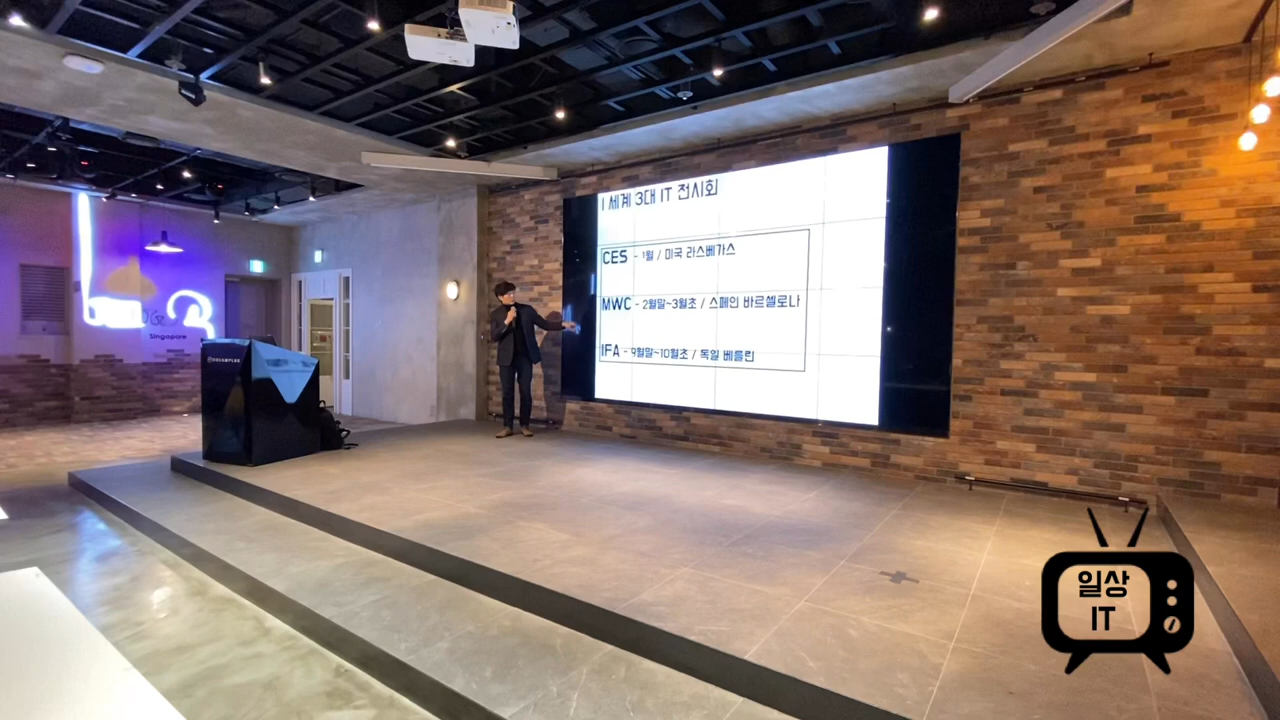 I 세계 3대 IT 전시회
CES - 1월 / 미국 라스베가스
MWC - 2월말~3월초 / 스페인 바르셀로나
IFA - 9월말~10월초 / 독일 베를린
Singapore
DREAMPLUS
일상
IT